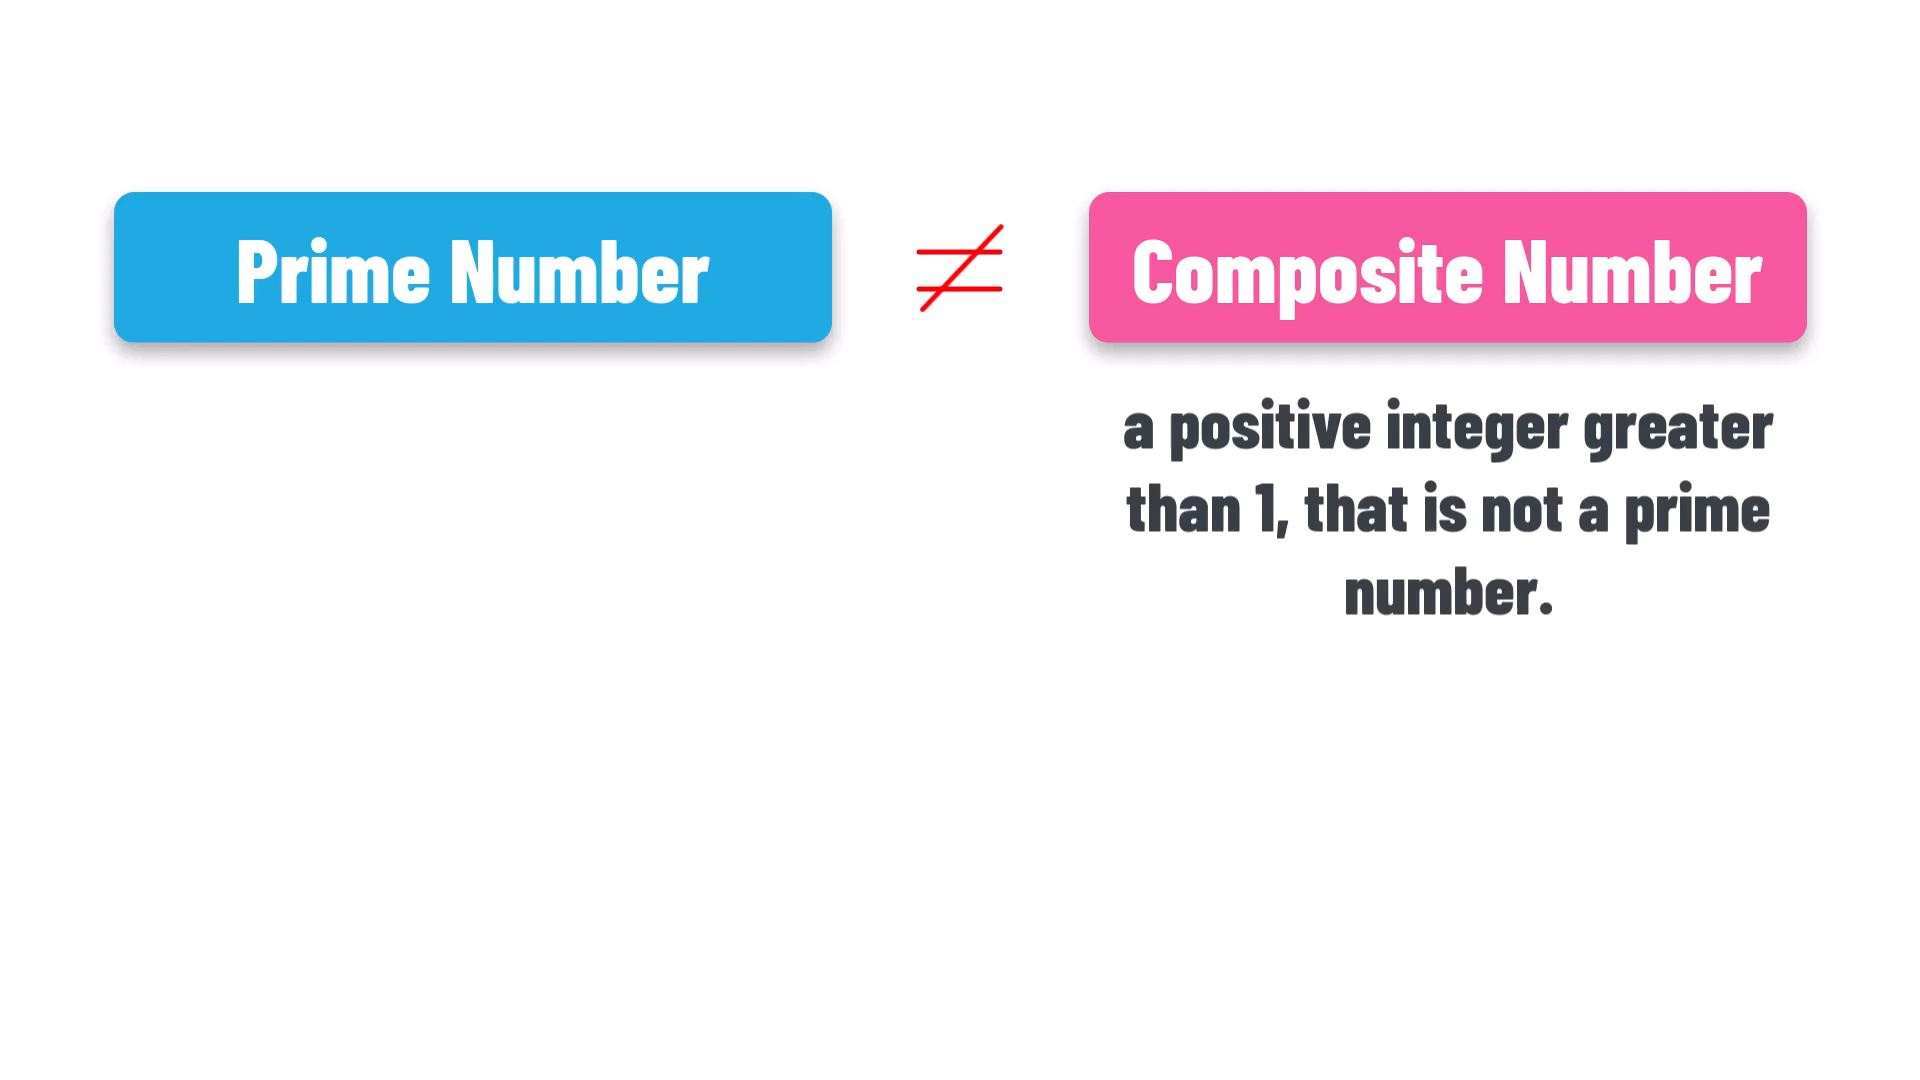 Prime Number
≠
Composite Number
a positive integer greater
than 1, that is not a prime
number.